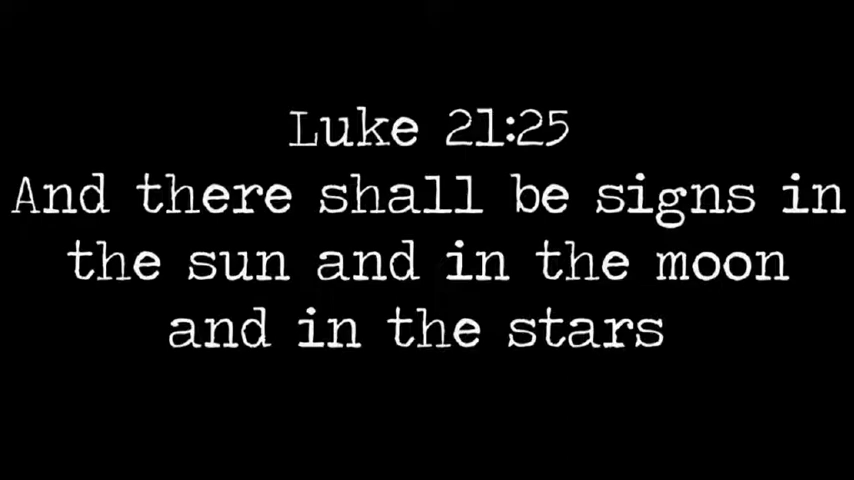 Luke 21:25
And there shall be signs in
the sun and in the moon
and in the stars